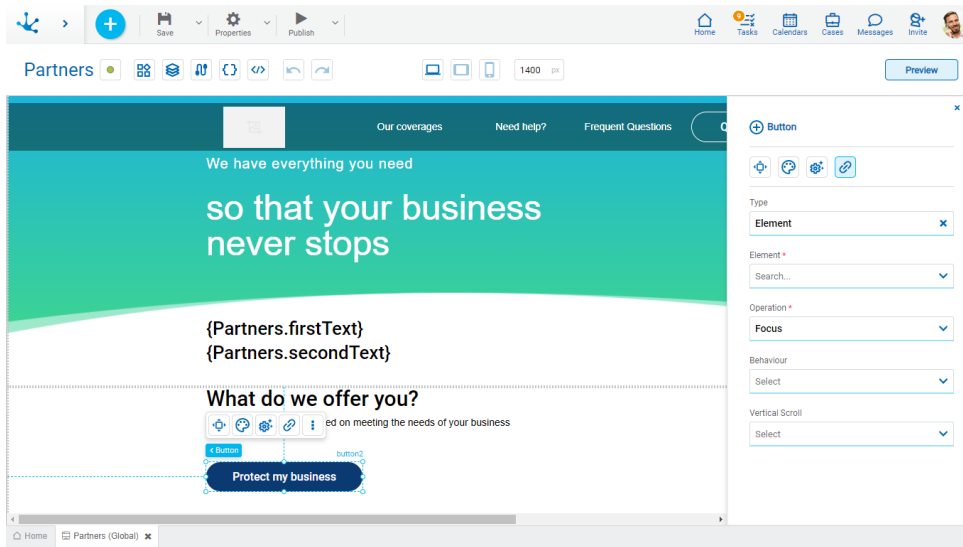 Save
Properties
Publish
Home
9
Tasks
Calendars
Cases
Messages
Invite
Partners
1400 px
Preview
Our coverages
Need help?
Frequent Questions
We have everything you need
so that your business
never stops
{Partners.firstText}
{Partners.secondText}
What do we offer you?
ed on meeting the needs of your business
< Button
button2
Protect my business
Button
Type
Element
Element *
Search...
Operation *
Focus
Behaviour
Select
Vertical Scroll
Select
Home
Partners (Global)